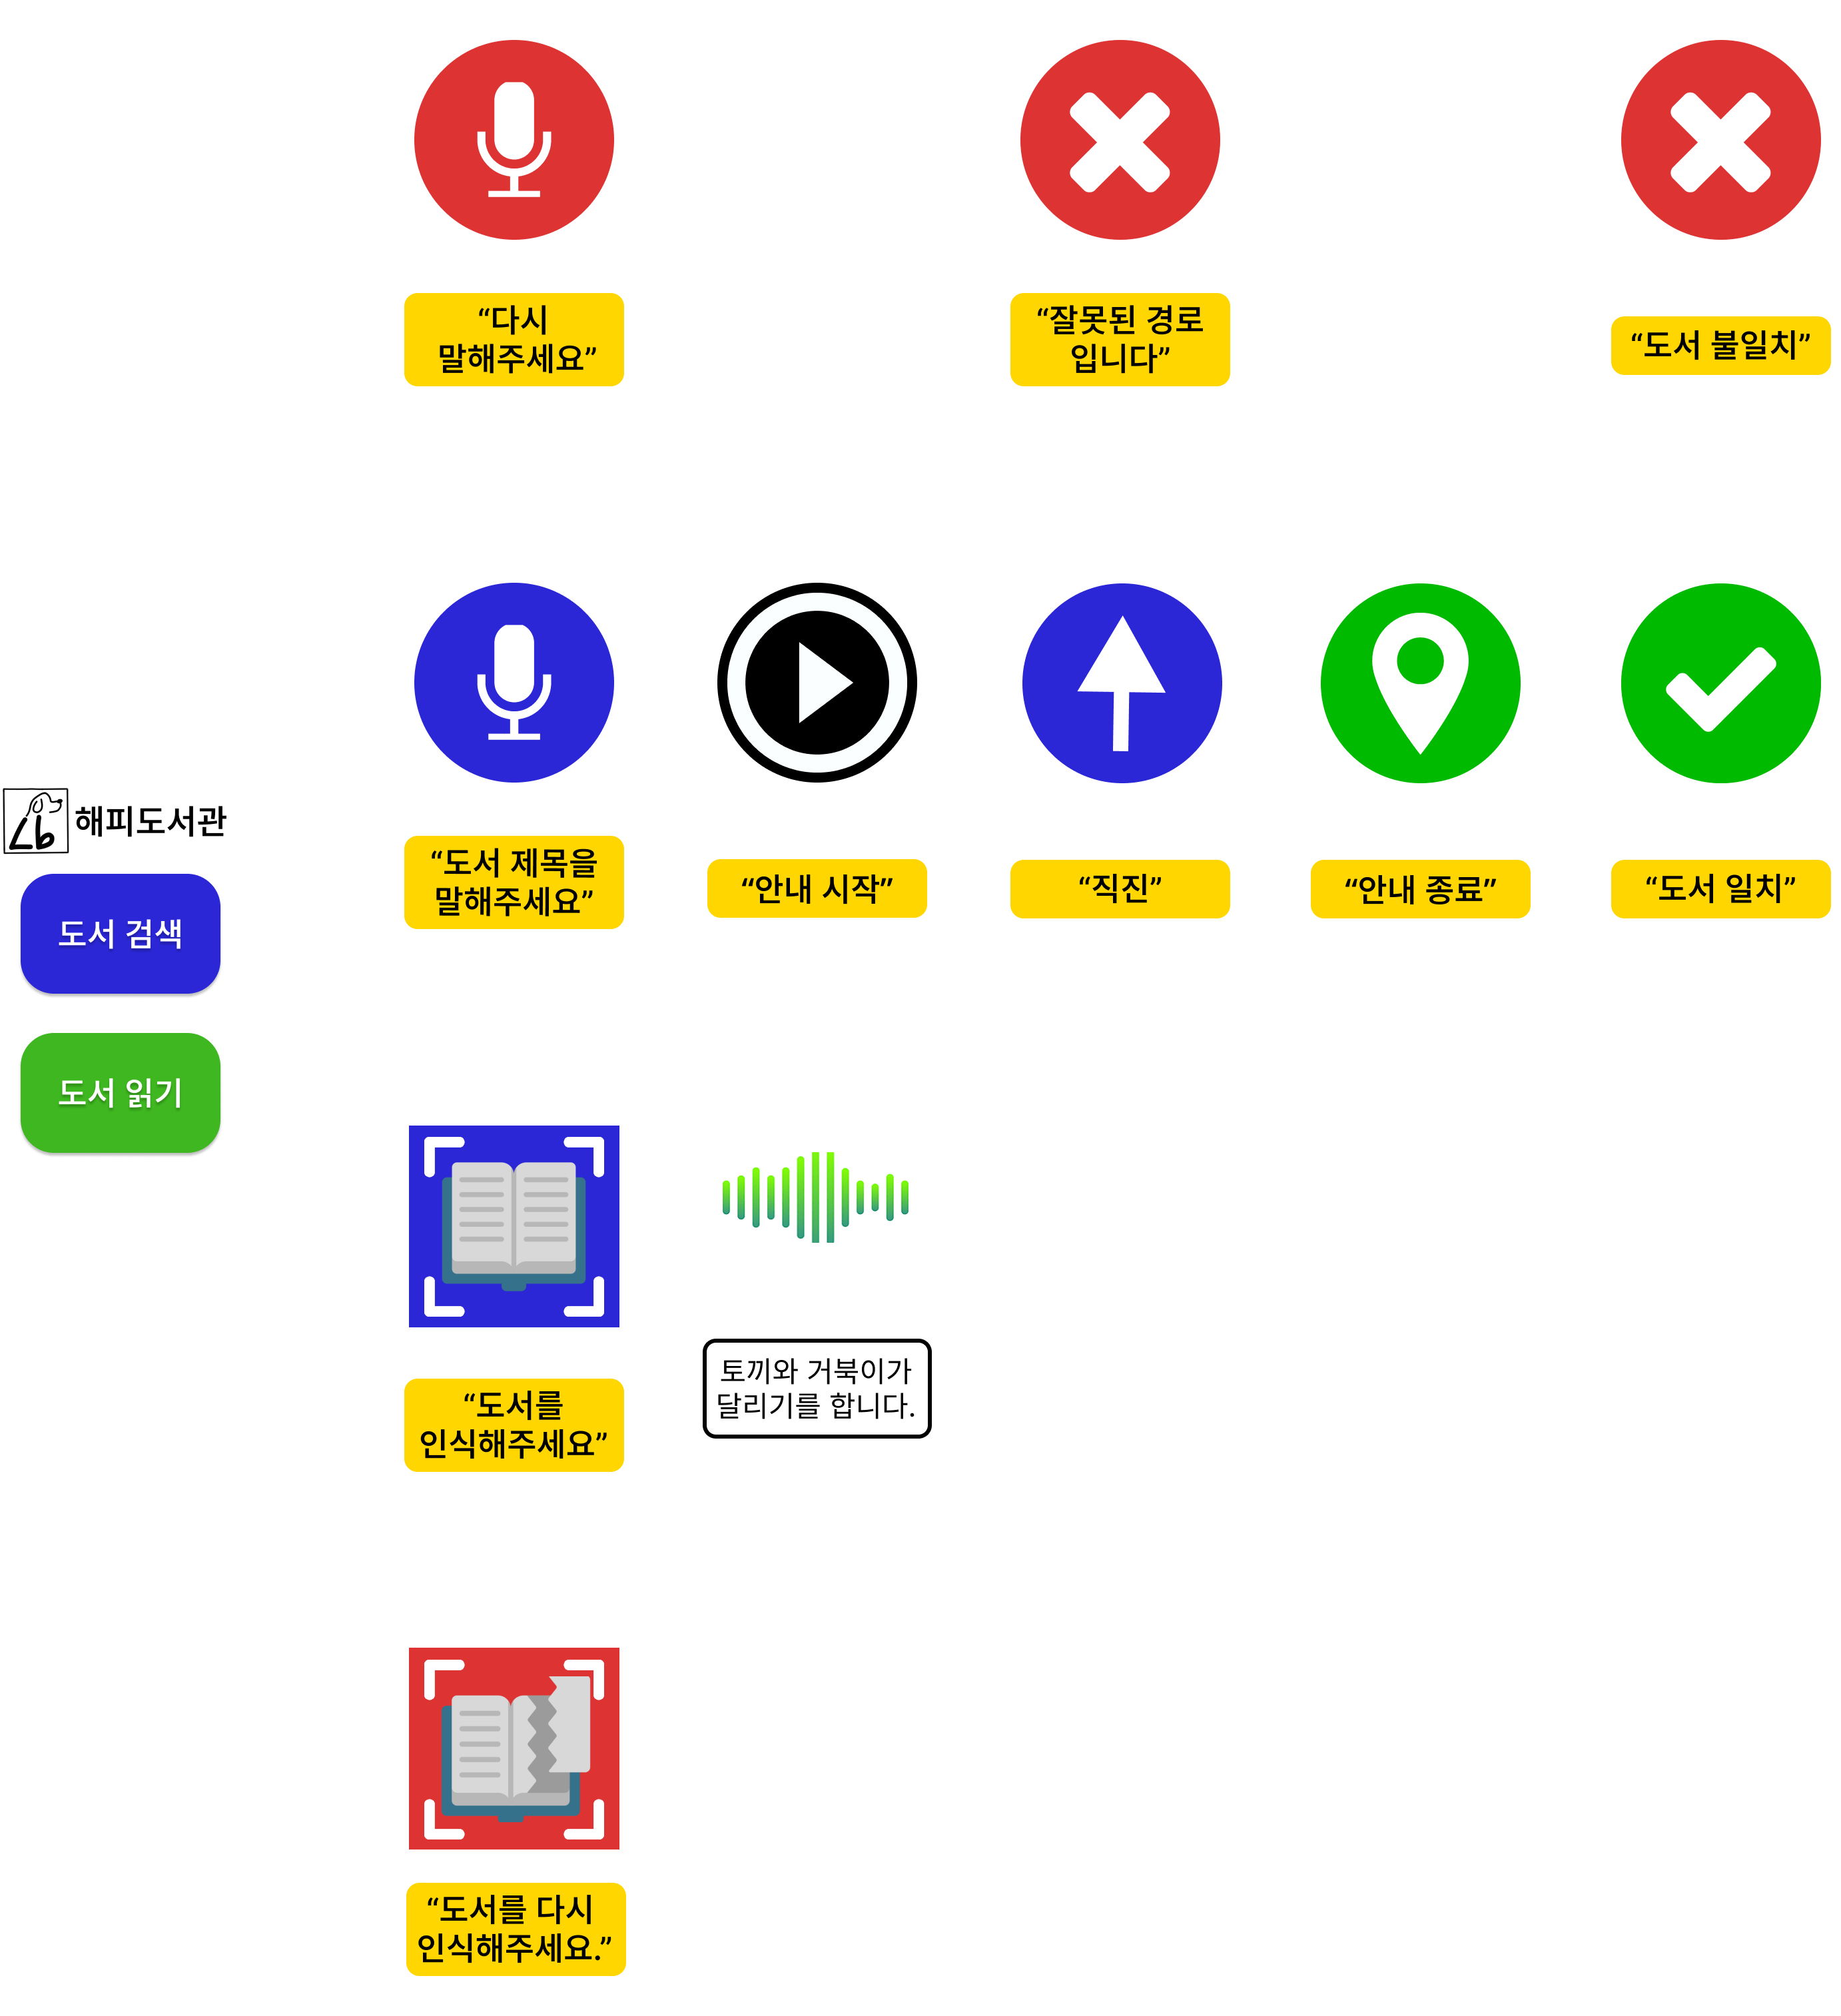 “다시
말해주세요”
“잘못된 경로
입니다”
“도서 불일치”
해피도서관
도서 검색
도서 읽기
“도서 제목을
말해주세요”
“안내 시작”
“직진”
“안내 종료”
“도서 일치”
“도서를
인식해주세요”
토끼와 거북이가
달리기를 합니다.
“도서를 다시
인식해주세요.”